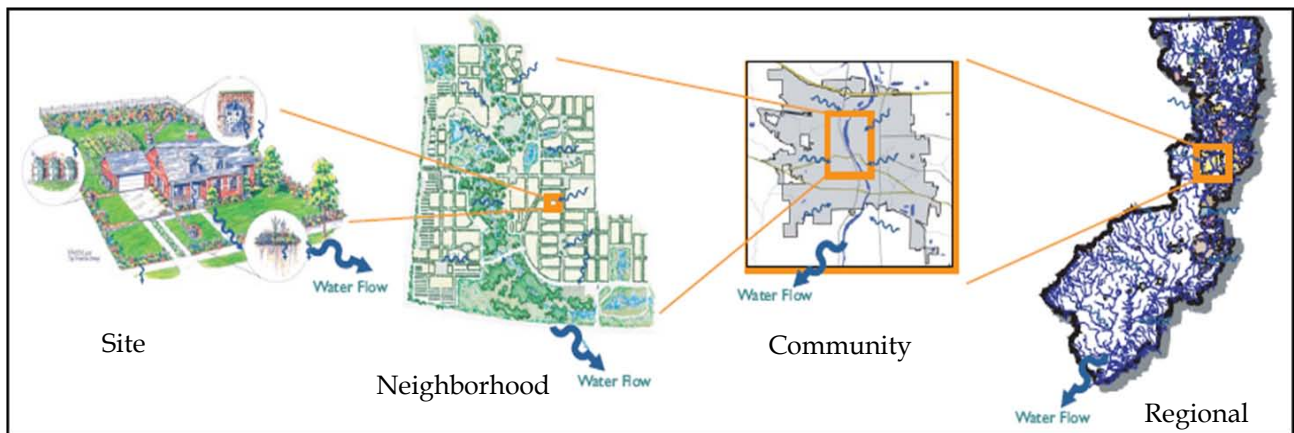 Water Flow
Site
Water Flow
Neighborhood
Water Flow
Community
Water Flow
Regional